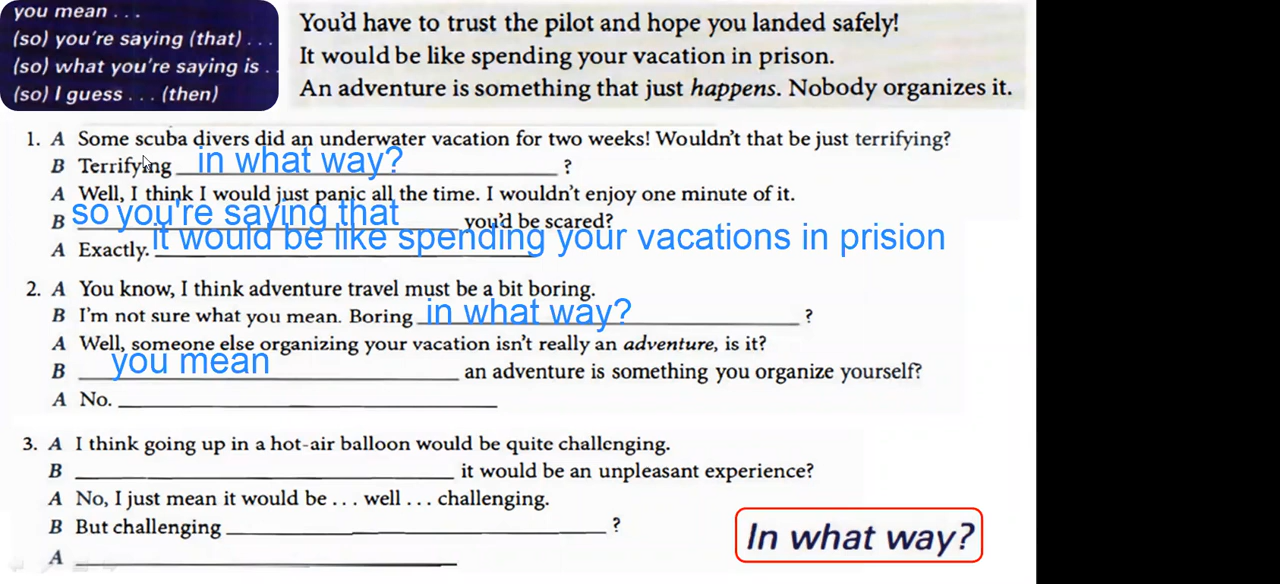 you mean . . .
(so) you're saying (that) . . .
(so) what you're saying is . .
(so) I guess . . . (then)
You'd have to trust the pilot and hope you landed safely!
It would be like spending your vacation in prison.
An adventure is something that just happens. Nobody organizes it.
1. A Some scuba divers did an underwater vacation for two weeks! Wouldn't that be just terrifying?
B Terrifying in what way? ?
A Well, I think I would just panic all the time. I wouldn't enjoy one minute of it.
B so you're saying that you'd be scared?
A Exactly. it would be like spending your vacations in prision
2. A You know, I think adventure travel must be a bit boring.
B I'm not sure what you mean. Boring in what way? ?
A Well, someone else organizing your vacation isn't really an adventure, is it?
B you mean an adventure is something you organize yourself?
A No. ____
3. A I think going up in a hot-air balloon would be quite challenging.
B ____ it would be an unpleasant experience?
A No, I just mean it would be . . . well . . . challenging.
B But challenging ____ ?
A ____
In what way?